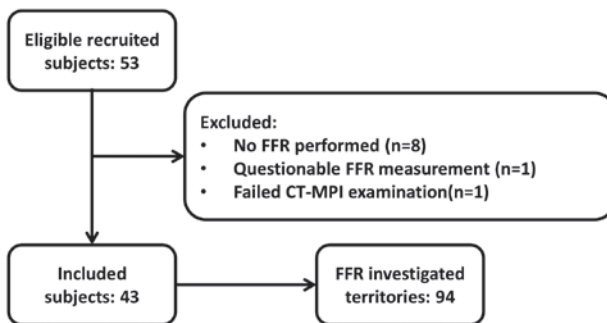 Eligible recruited
subjects: 53
Excluded:
• No FFR performed (n=8)
• Questionable FFR measurement (n=1)
• Failed CT-MPI examination(n=1)
Included
subjects: 43
FFR investigated
territories: 94